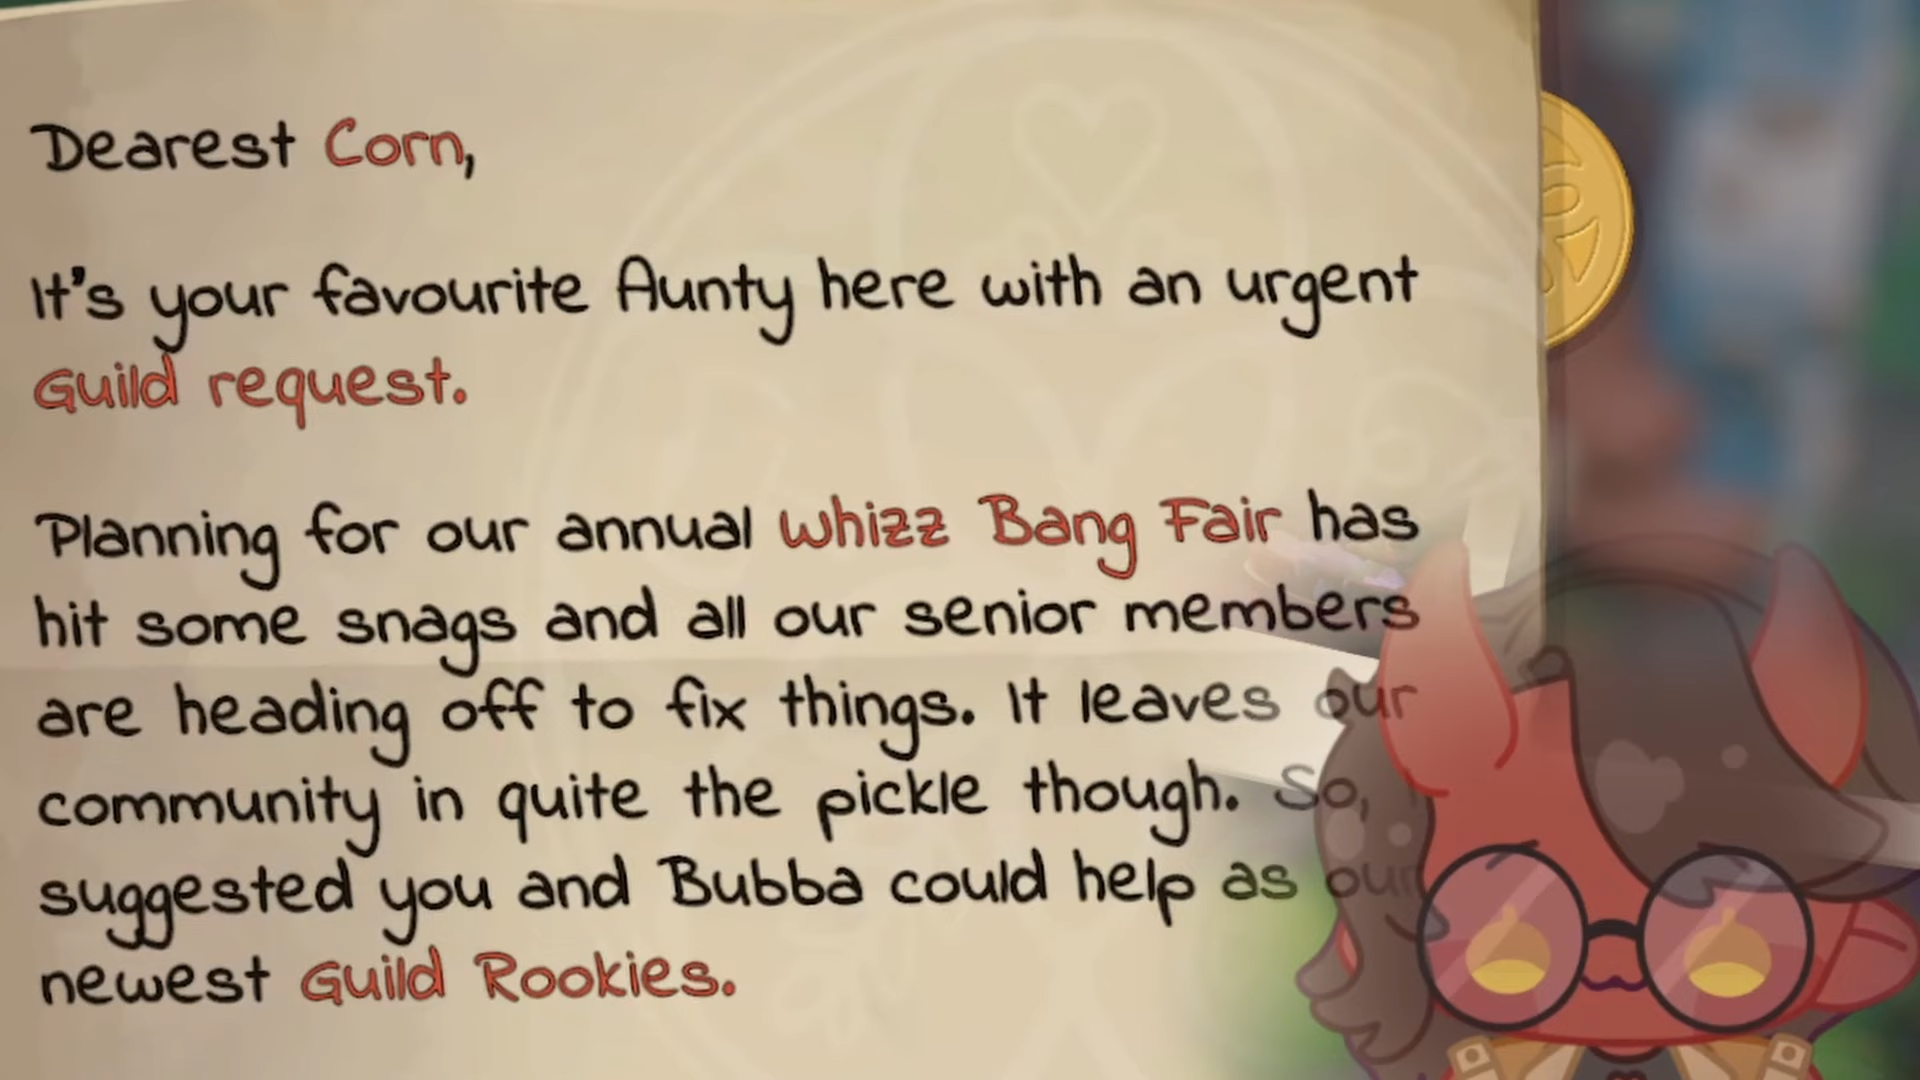 Dearest Corn,
It's your favourite Aunty here with an urgent
Guild request.
Planning for our annual Whizz Bang Fair has
hit some snags and all our senior members
are heading off to fix things. It leaves our
community in quite the pickle though. So,
suggested you and Bubba could help as our
newest Guild Rookies.